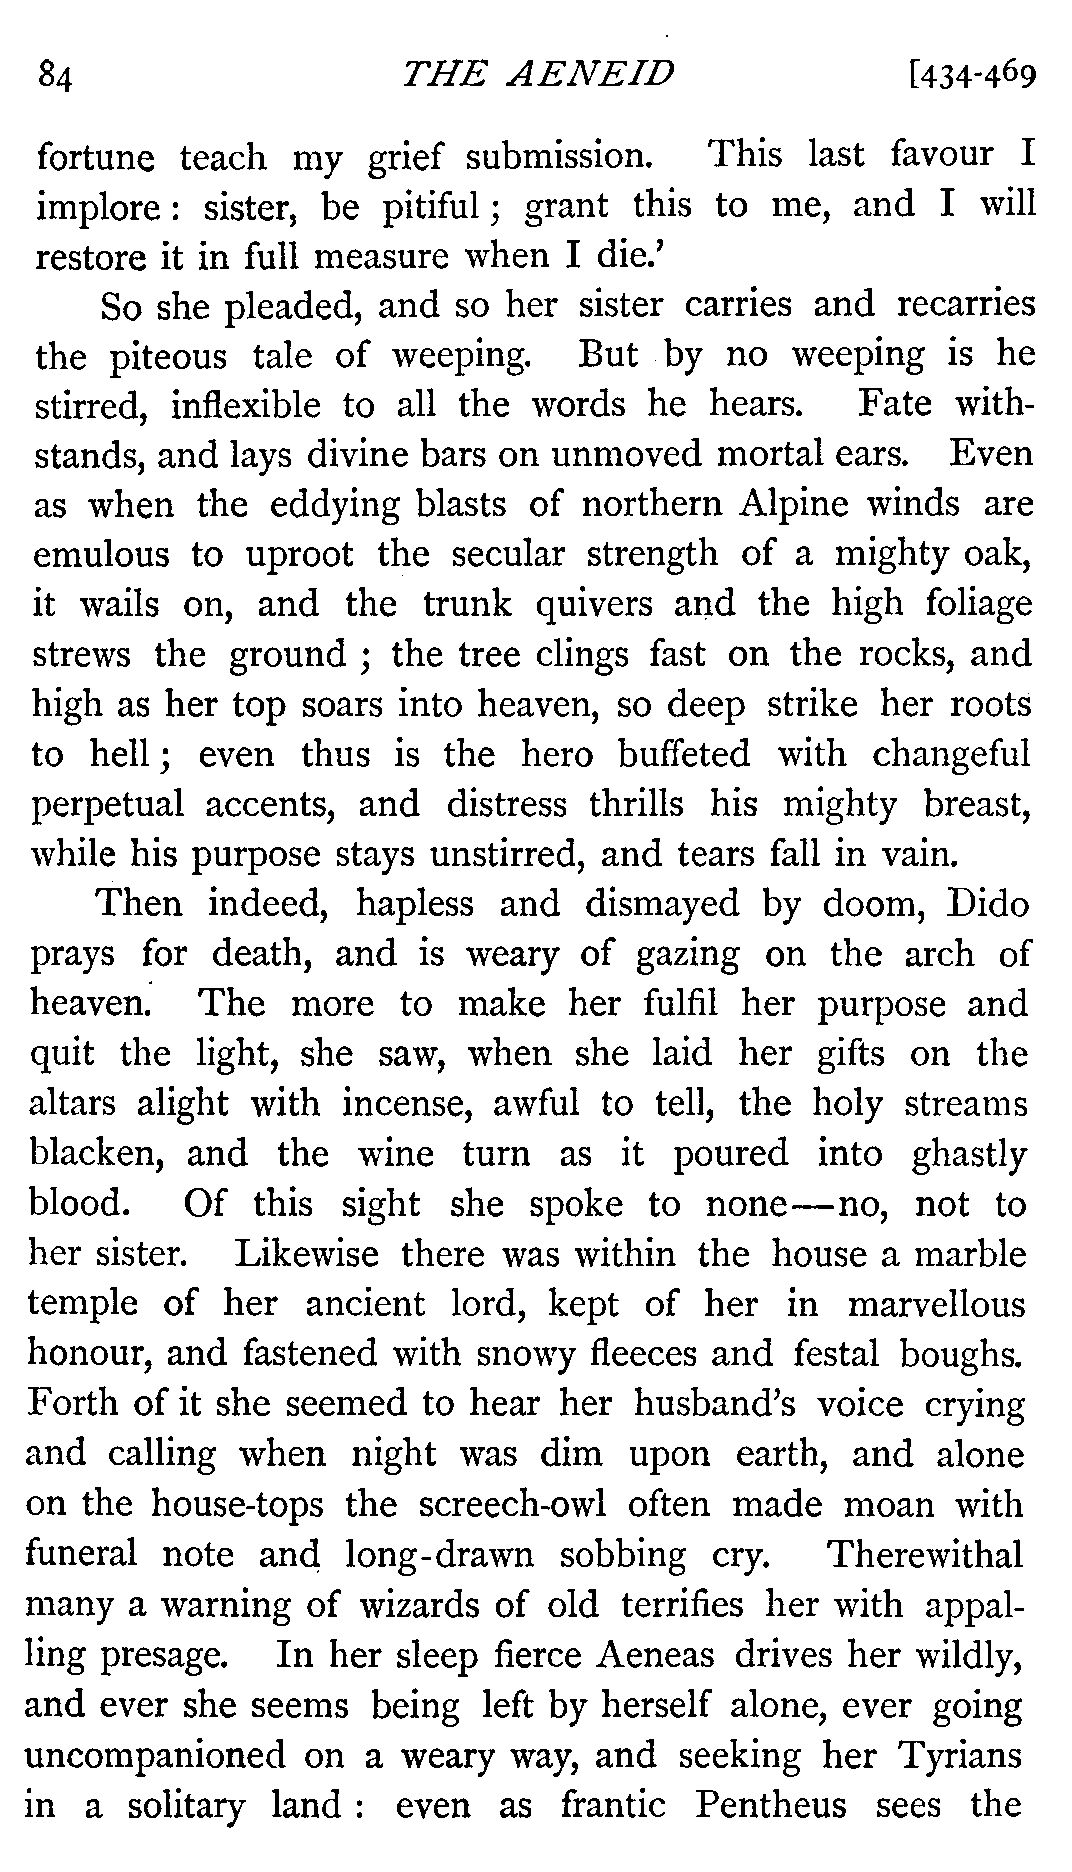 84 THE AENEID [434-469
fortune teach my grief submission. This last favour I
implore : sister, be pitiful ; grant this to me, and I will
restore it in full measure when I die.’
So she pleaded, and so her sister carries and recarries
the piteous tale of weeping. But by no weeping is he
stirred, inflexible to all the words he hears. Fate with-
stands, and lays divine bars on unmoved mortal ears. Even
as when the eddying blasts of northern Alpine winds are
emulous to uproot the secular strength of a mighty oak,
it wails on, and the trunk quivers and the high foliage
strews the ground ; the tree clings fast on the rocks, and
high as her top soars into heaven, so deep strike her roots
to hell ; even thus is the hero buffeted with changeful
perpetual accents, and distress thrills his mighty breast,
while his purpose stays unstirred, and tears fall in vain.
Then indeed, hapless and dismayed by doom, Dido
prays for death, and is weary of gazing on the arch of
heaven. The more to make her fulfil her purpose and
quit the light, she saw, when she laid her gifts on the
altars alight with incense, awful to tell, the holy streams
blacken, and the wine turn as it poured into ghastly
blood. Of this sight she spoke to none—no, not to
her sister. Likewise there was within the house a marble
temple of her ancient lord, kept of her in marvellous
honour, and fastened with snowy fleeces and festal boughs.
Forth of it she seemed to hear her husband's voice crying
and calling when night was dim upon earth, and alone
on the house-tops the screech-owl often made moan with
funeral note and long-drawn sobbing cry. Therewithal
many a warning of wizards of old terrifies her with appal-
ling presage. In her sleep fierce Aeneas drives her wildly,
and ever she seems being left by herself alone, ever going
uncompanioned on a weary way, and seeking her Tyrians
in a solitary land : even as frantic Pentheus sees the